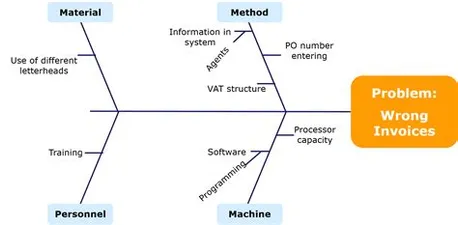 Material
Method
Information in
system
Agents
PO number
entering
Use of different
letterheads
VAT structure
Problem:
Wrong
Invoices
Processor
capacity
Training
Software
Programming
Personnel
Machine